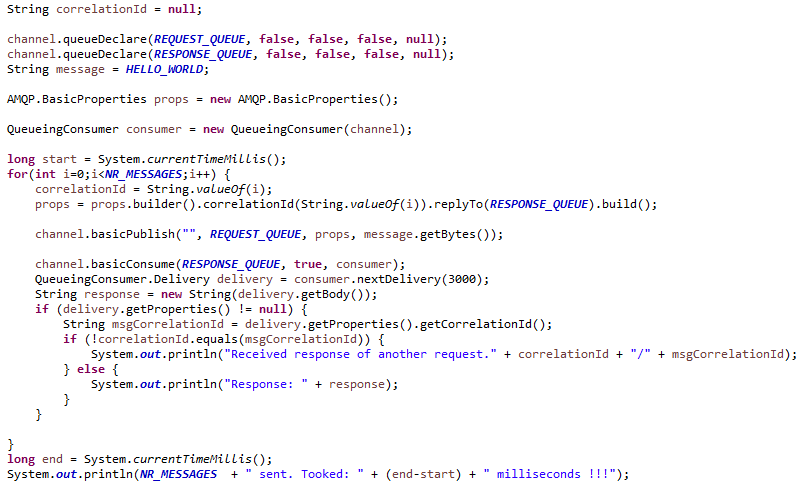 String correlationId = null;

channel.queueDeclare(REQUEST_QUEUE, false, false, false, null);
channel.queueDeclare(RESPONSE_QUEUE, false, false, false, null);
String message = HELLO_WORLD;

AMQP.BasicProperties props = new AMQP.BasicProperties();

QueueingConsumer consumer = new QueueingConsumer(channel);

long start = System.currentTimeMillis();
for(int i=0;i<NR_MESSAGES;i++) {
    correlationId = String.valueOf(i);
    props = props.builder().correlationId(String.valueOf(i)).replyTo(RESPONSE_QUEUE).build();

    channel.basicPublish("", REQUEST_QUEUE, props, message.getBytes());

    channel.basicConsume(RESPONSE_QUEUE, true, consumer);
    QueueingConsumer.Delivery delivery = consumer.nextDelivery(3000);
    String response = new String(delivery.getBody());
    if (delivery.getProperties() != null) {
        String msgCorrelationId = delivery.getProperties().getCorrelationId();
        if (!correlationId.equals(msgCorrelationId)) {
            System.out.println("Received response of another request." + correlationId + "/" + msgCorrelationId);
        } else {
            System.out.println("Response: " + response);
        }
    }

}
long end = System.currentTimeMillis();
System.out.println(NR_MESSAGES  + " sent. Tooked: " + (end-start) + " milliseconds !!!");